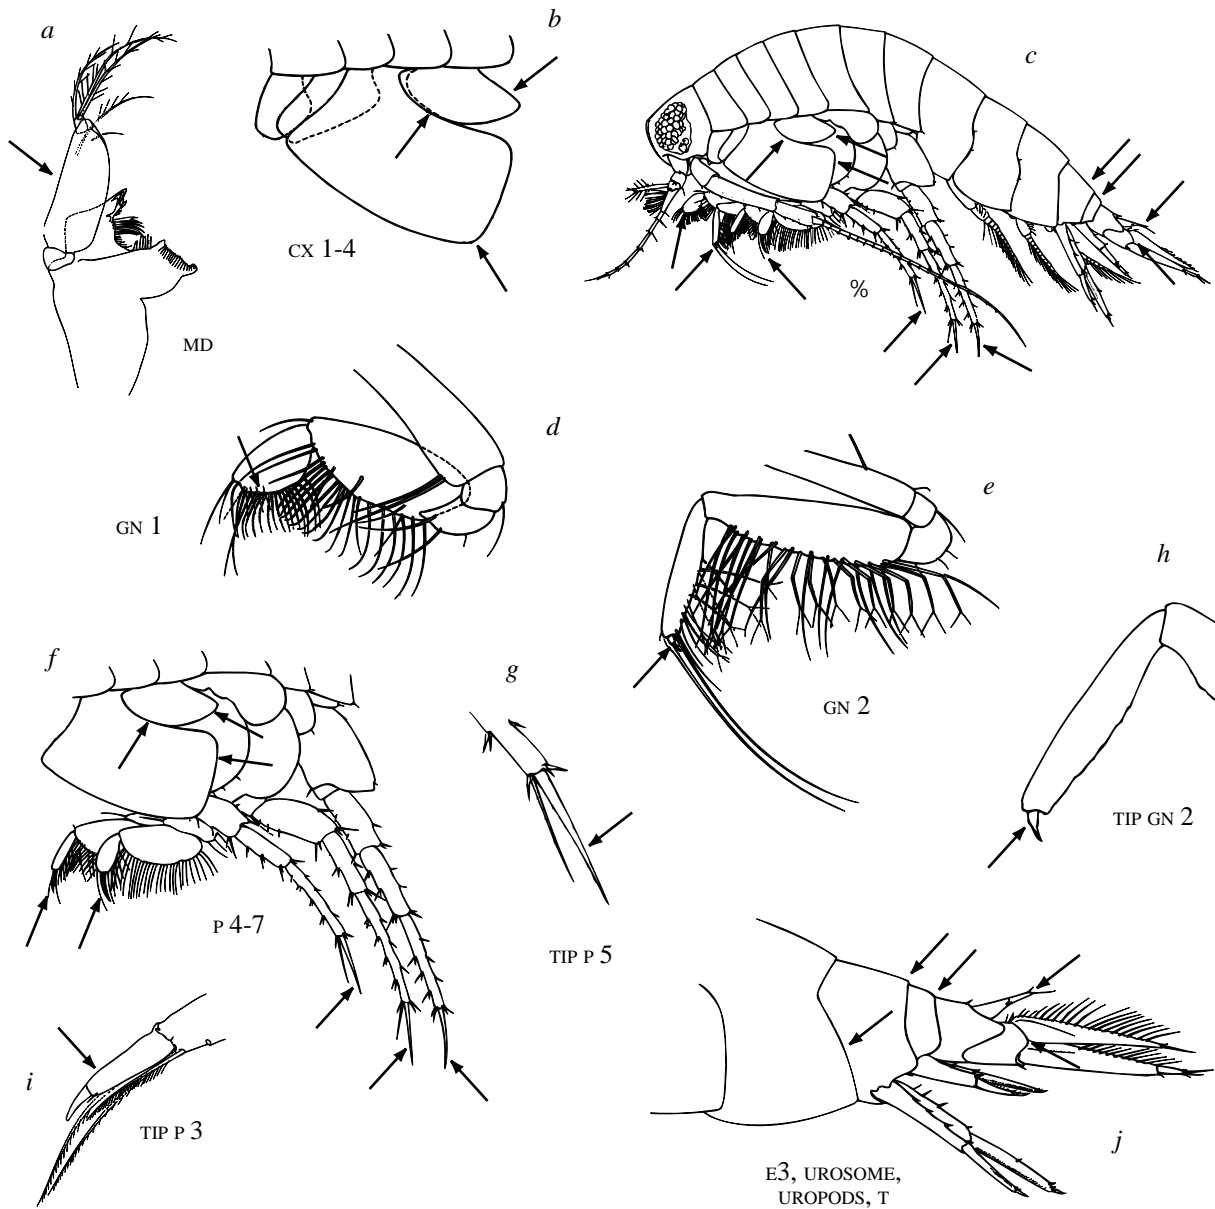 a
b
c
CX 1-4
MD
%
d
GN 1
e
GN 2
h
TIP GN 2
f
g
P 4-7
TIP P 5
i
TIP P 3
j
E3, UROSOME,
UROPODS, T